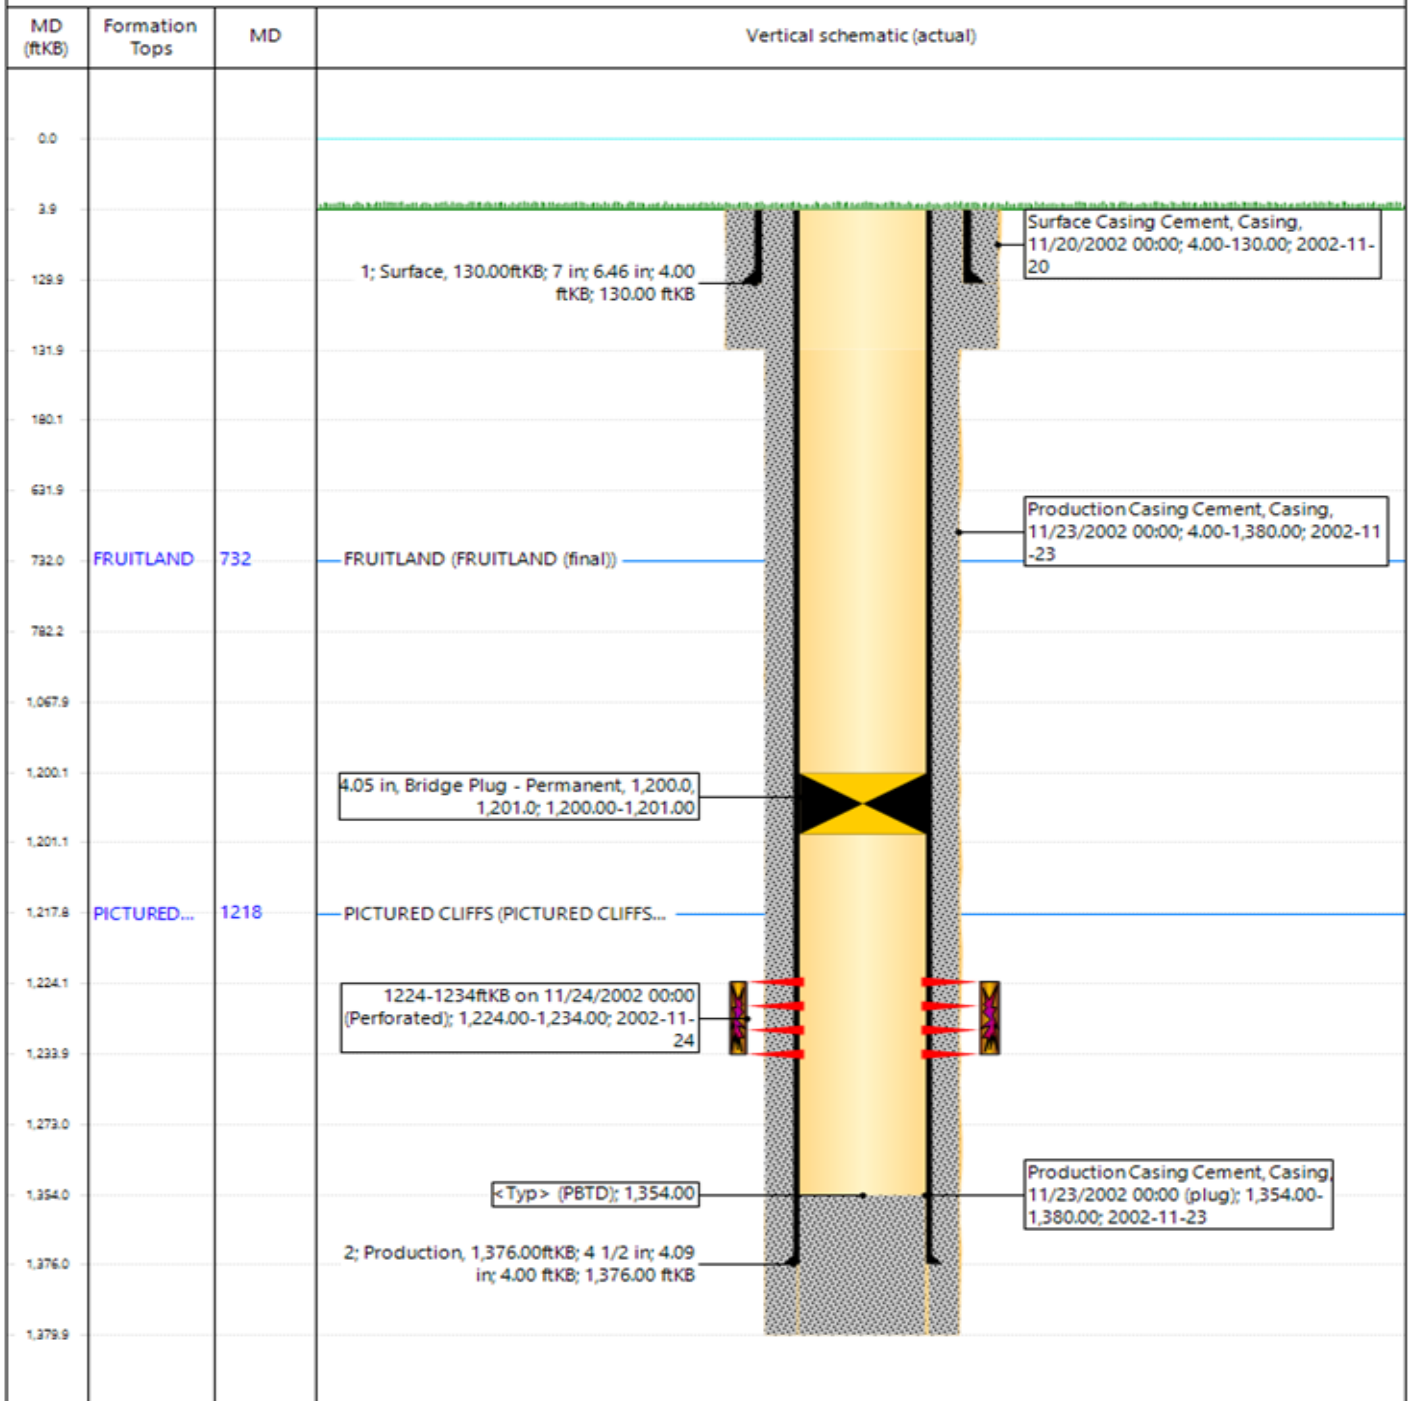 MD
(ftKB)
Formation
Tops
MD
Vertical schematic (actual)
0.0
3.9
Surface Casing Cement, Casing,
11/20/2002 00:00; 4.00-130.00; 2002-11-
20
1; Surface, 130.00ftKB; 7 in; 6.46 in; 4.00
ftKB; 130.00 ftKB
129.9
131.9
180.1
631.9
Production Casing Cement, Casing,
11/23/2002 00:00; 4.00-1,380.00; 2002-11
-23
732.0
FRUITLAND
732
FRUITLAND (FRUITLAND (final))
782.2
1,067.9
1,200.1
4.05 in, Bridge Plug - Permanent, 1,200.0,
1,201.0; 1,200.00-1,201.00
1,201.1
1,217.8
PICTURED...
1218
PICTURED CLIFFS (PICTURED CLIFFS...
1,224.1
1224-1234ftKB on 11/24/2002 00:00
(Perforated); 1,224.00-1,234.00; 2002-11-
24
1,233.9
1,273.0
1,354.0
<Typ> (PBTD); 1,354.00
Production Casing Cement, Casing,
11/23/2002 00:00 (plug); 1,354.00-
1,380.00; 2002-11-23
2; Production, 1,376.00ftKB; 4 1/2 in; 4.09
in; 4.00 ftKB; 1,376.00 ftKB
1,376.0
1,379.9